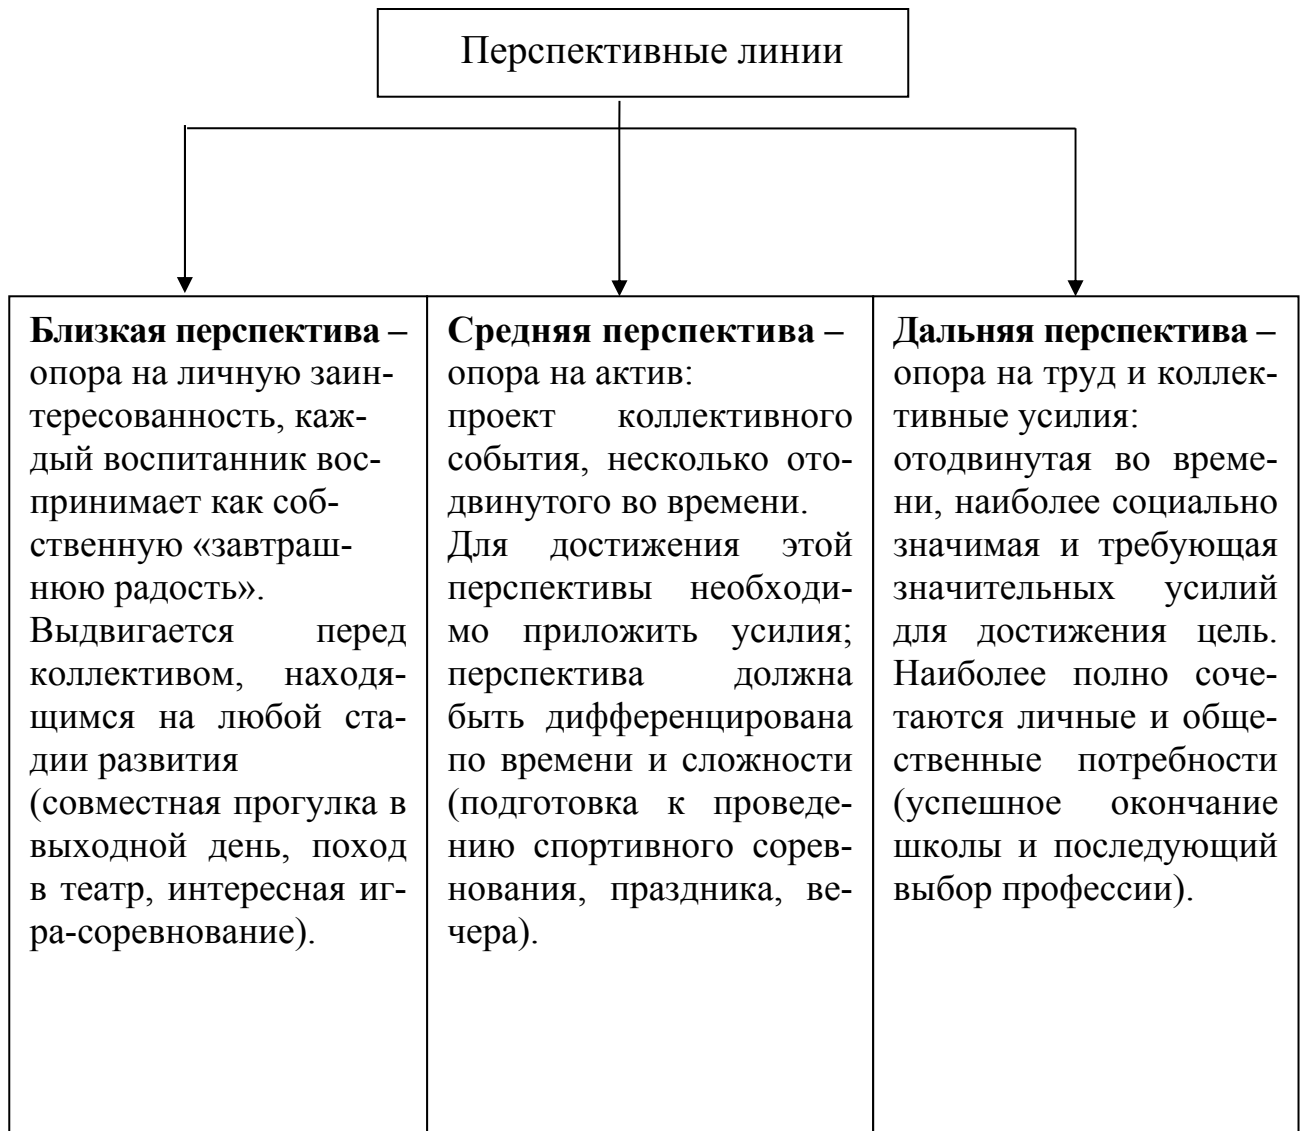 Перспективные линии
Близкая перспектива –
опора на личную заин-
тересованность, каж-
дый воспитанник вос-
принимает как соб-
ственную «завтраш-
нюю радость».
Выдвигается перед
коллективом, находя-
щимся на любой ста-
дии развития
(совместная прогулка в
выходной день, поход
в театр, интересная иг-
ра-соревнование).
Средняя перспектива –
опора на актив:
проект коллективного
события, несколько ото-
двинутого во времени.
Для достижения этой
перспективы необходи-
мо приложить усилия;
перспектива должна
быть дифференцирована
по времени и сложности
(подготовка к проведе-
нию спортивного сорев-
нования, праздника, ве-
чера).
Дальняя перспектива –
опора на труд и коллек-
тивные усилия:
отодвинутая во време-
ни, наиболее социально
значимая и требующая
значительных усилий
для достижения цель.
Наиболее полно соче-
таются личные и обще-
ственные потребности
(успешное окончание
школы и последующий
выбор профессии).